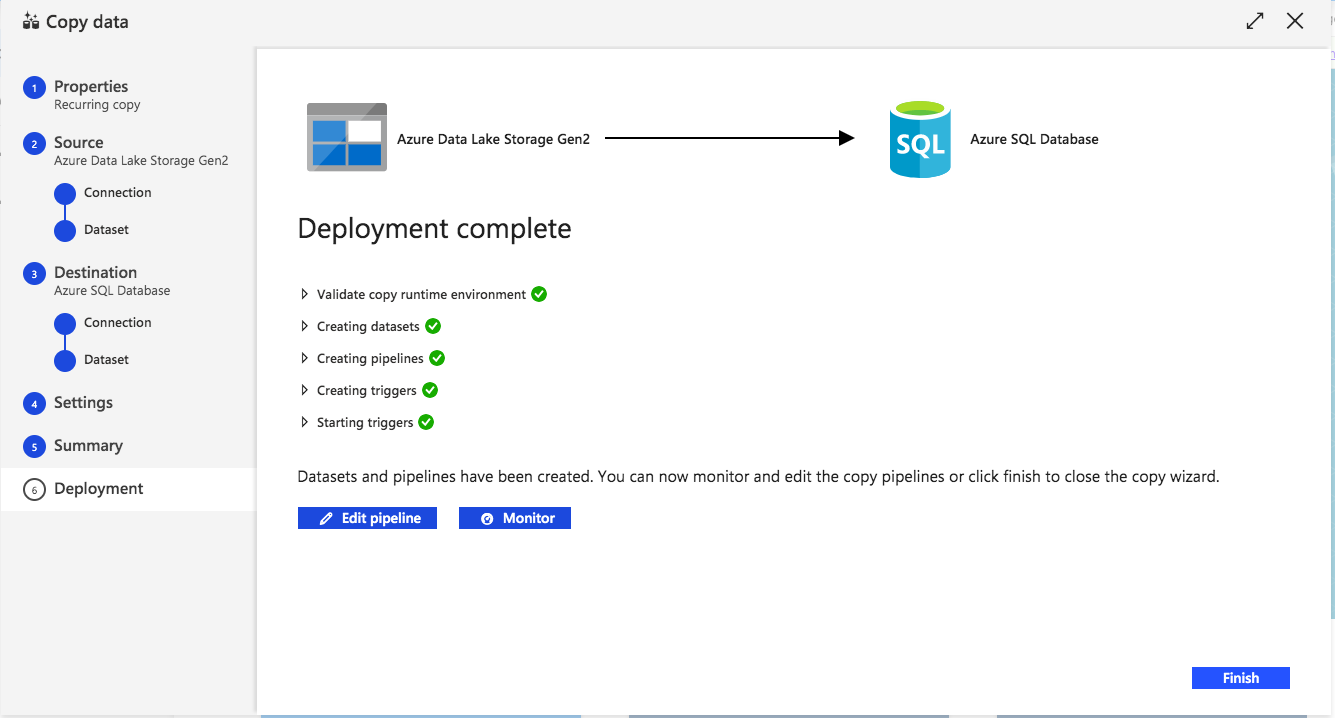 Copy data
1 Properties
Recurring copy
2 Source
Azure Data Lake Storage Gen2
Connection
Dataset
3 Destination
Azure SQL Database
Connection
Dataset
4 Settings
5 Summary
6 Deployment
Azure Data Lake Storage Gen2
SQL
Azure SQL Database
Deployment complete
Validate copy runtime environment
Creating datasets
Creating pipelines
Creating triggers
Starting triggers
Datasets and pipelines have been created. You can now monitor and edit the copy pipelines or click finish to close the copy wizard.
Edit pipeline
Monitor
Finish